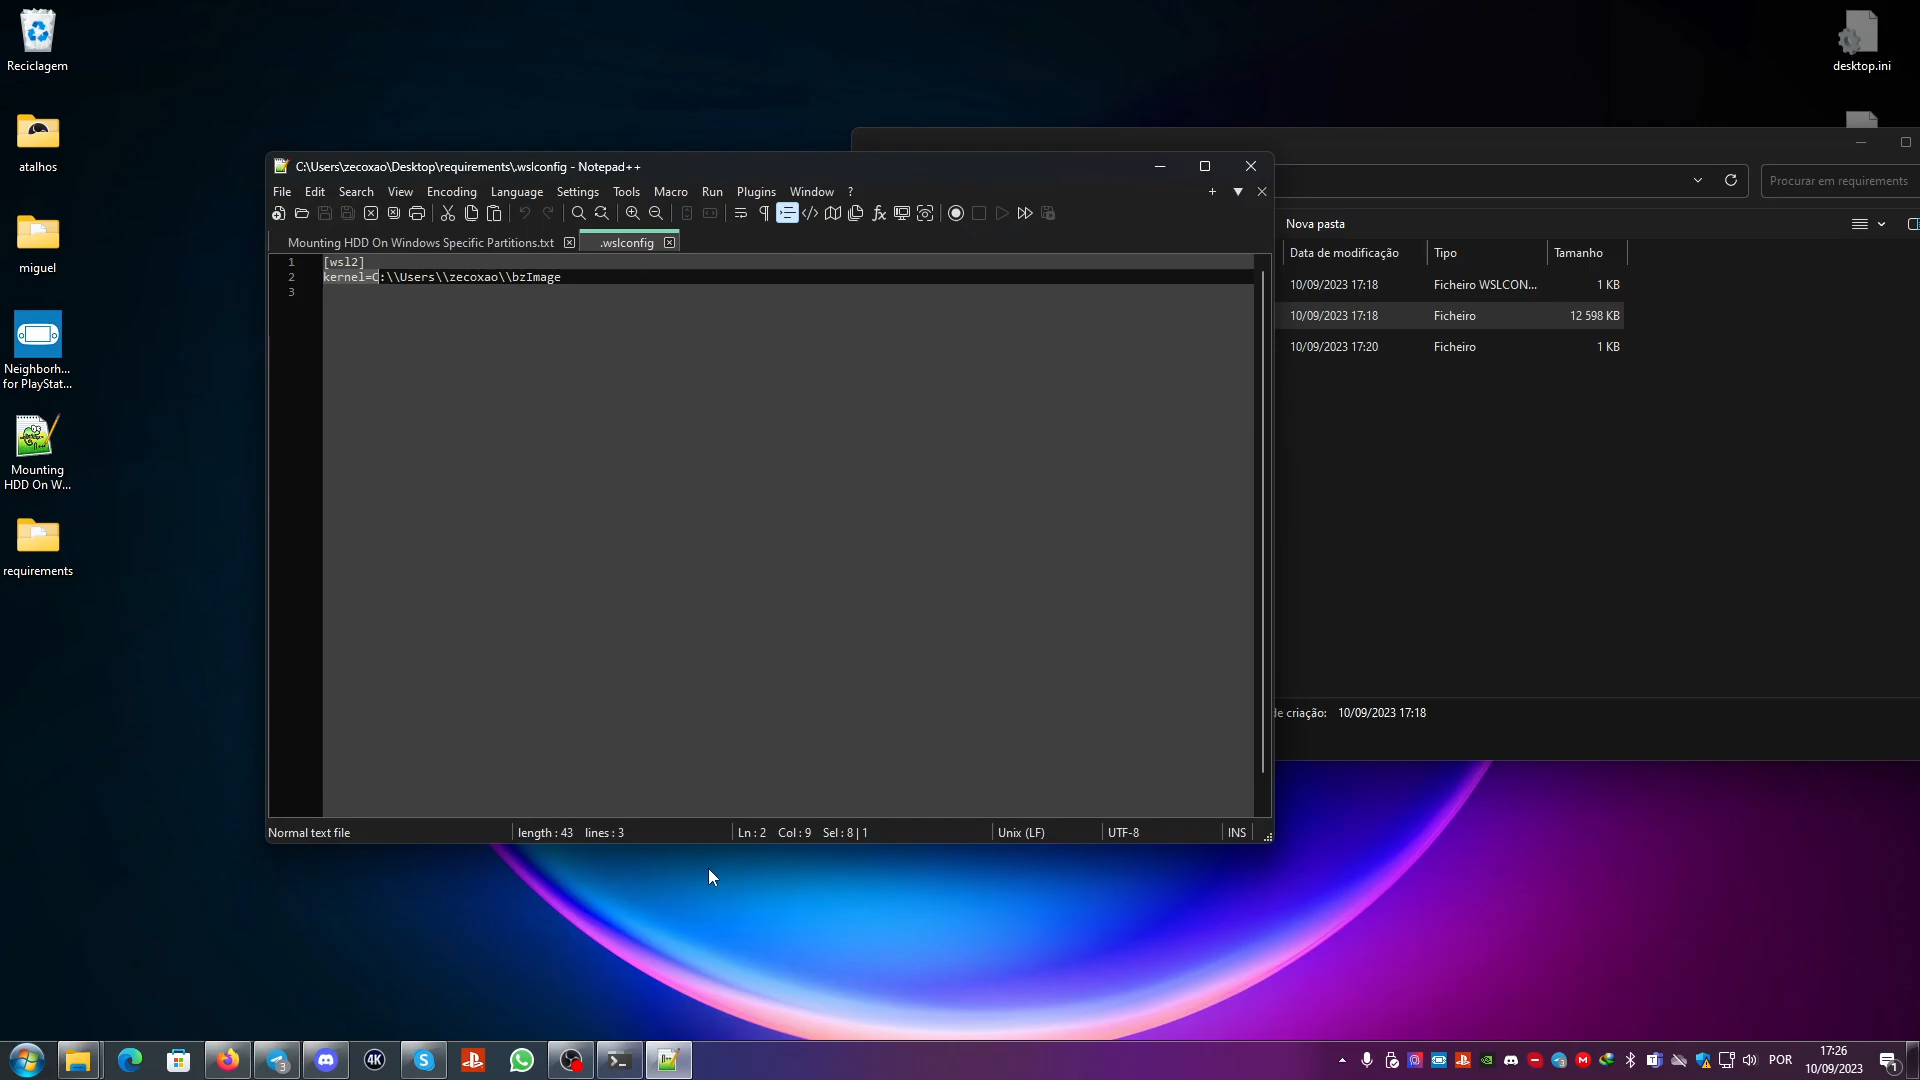 Reciclagem
atalhos
miguel
Neighborh...
for PlayStat...
Mounting
HDD On W...
requirements
desktop.ini
C:\Users\zecoxao\Desktop\requirements\.wslconfig - Notepad++
File Edit Search View Encoding Language Settings Tools Macro Run Plugins Window ?
Mounting HDD On Windows Specific Partitions.txt
.wslconfig
1 [wsl2]
2 kernel=C:\\Users\\zecoxao\\bzImage
3
Normal text file
length : 43 lines : 3
Ln : 2 Col : 9 Sel : 8 | 1
Unix (LF)
UTF-8
INS
Procurar em requirements
Nova pasta
Data de modificação Tipo Tamanho
10/09/2023 17:18 Ficheiro WSLCON... 1 KB
10/09/2023 17:18 Ficheiro 12 598 KB
10/09/2023 17:20 Ficheiro 1 KB
de criação: 10/09/2023 17:18
3
4K
3
POR
17:26
10/09/2023
1